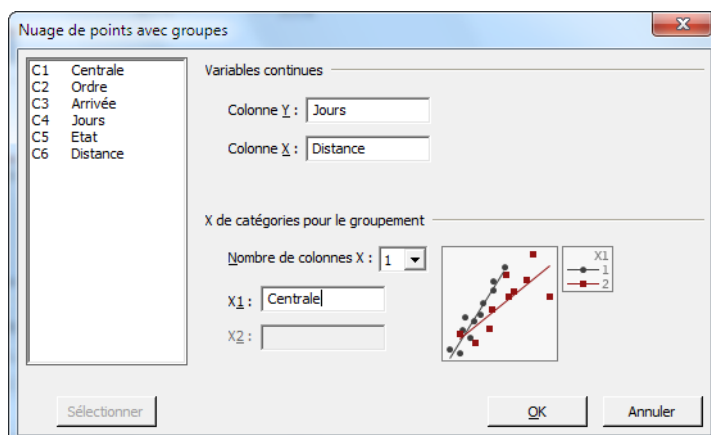 Nuage de points avec groupes
C1 Centrale
C2 Ordre
C3 Arrivée
C4 Jours
C5 Etat
C6 Distance
Variables continues
Colonne Y : Jours
Colonne X : Distance
X de catégories pour le groupement
Nombre de colonnes X : 1
X1 : Centrale
X2 :
X1
1
2
Sélectionner
OK
Annuler